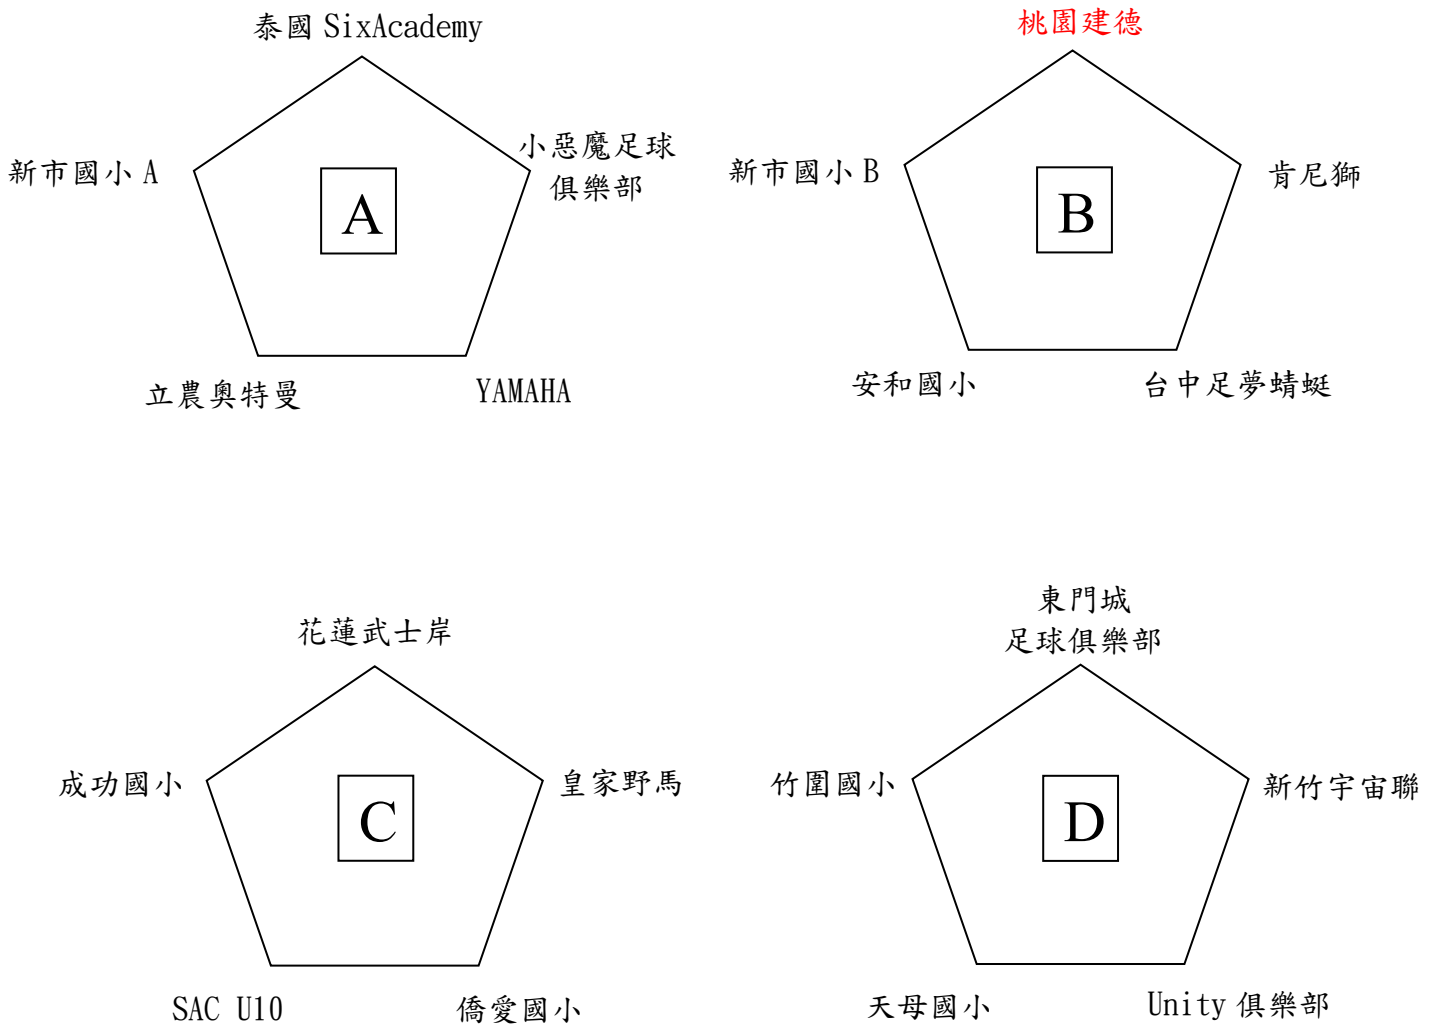 泰國 SixAcademy
新市國小 A
小惡魔足球
俱樂部
A
立農奧特曼
YAMAHA
桃園建德
新市國小 B
肯尼獅
B
安和國小
台中足夢蜻蜓
花蓮武士岸
成功國小
皇家野馬
C
SAC U10
僑愛國小
東門城
足球俱樂部
竹圍國小
新竹宇宙聯
D
天母國小
Unity 俱樂部